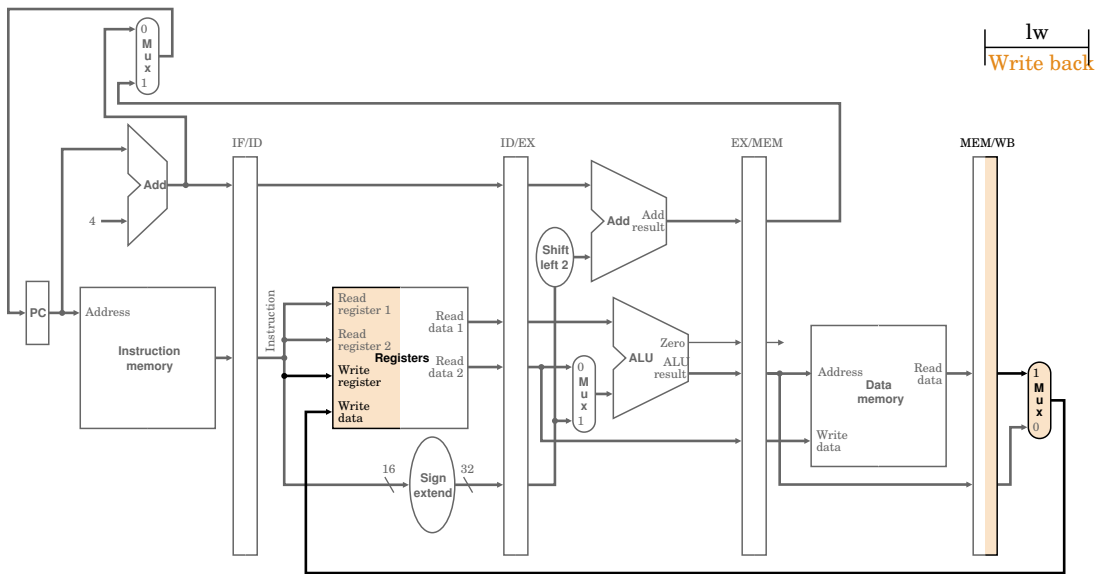 lw
Write back
0
M
u
x
1
IF/ID
ID/EX
EX/MEM
MEM/WB
Add
4
Add
Add
result
Shift
left 2
PC
Address
Instruction
memory
Instruction
Read
register 1
Read
register 2
Write
register
Write
data
Registers
Read
data 1
Read
data 2
0
M
u
x
1
Zero
ALU
ALU
result
Address
Read
data
Data
memory
Write
data
1
M
u
x
0
16
Sign
extend
32